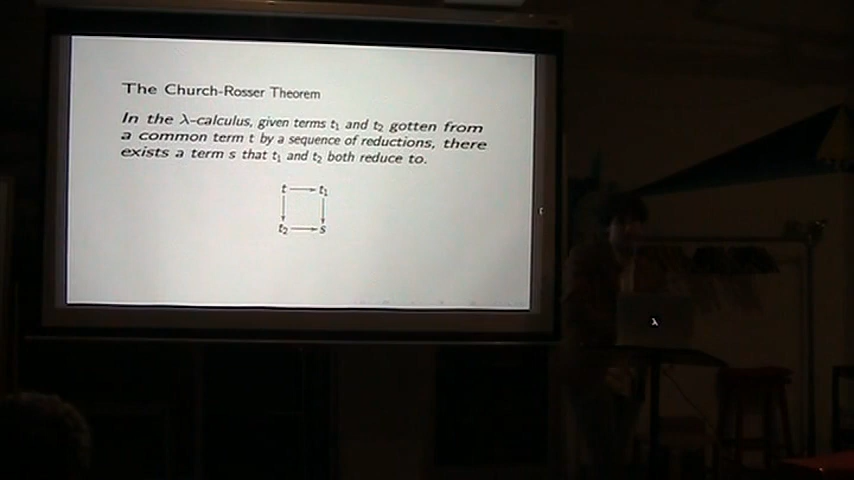 The Church-Rosser Theorem
In the λ-calculus, given terms t₁ and t₂ gotten from
a common term t by a sequence of reductions, there
exists a term s that t₁ and t₂ both reduce to.
t t₁
t₂ s
λ